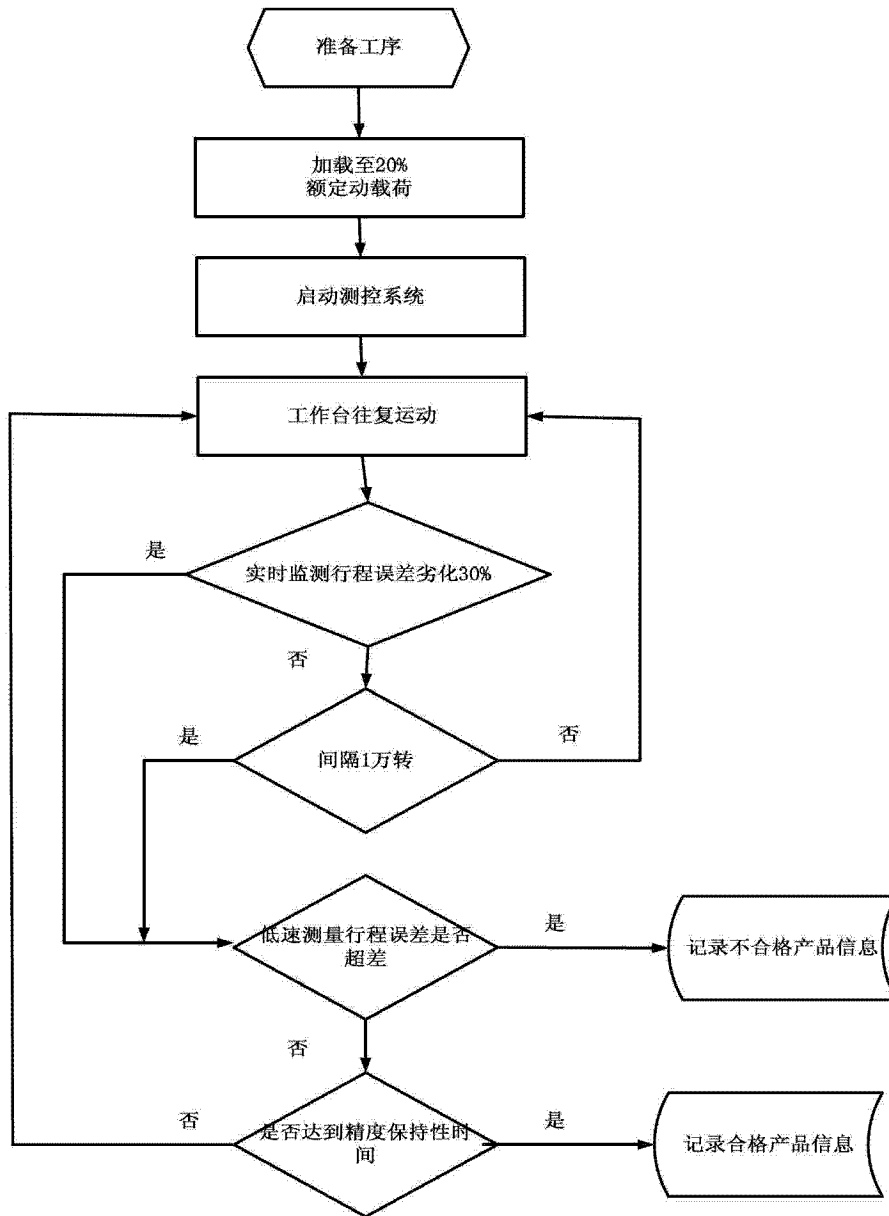 准备工序
加载至20%
额定动载荷
启动测控系统
工作台往复运动
是
实时监测行程误差劣化30%
否
是
间隔1万转
否
低速测量行程误差是否
超差
是
记录不合格产品信息
否
否
是否达到精度保持性时
间
是
记录合格产品信息